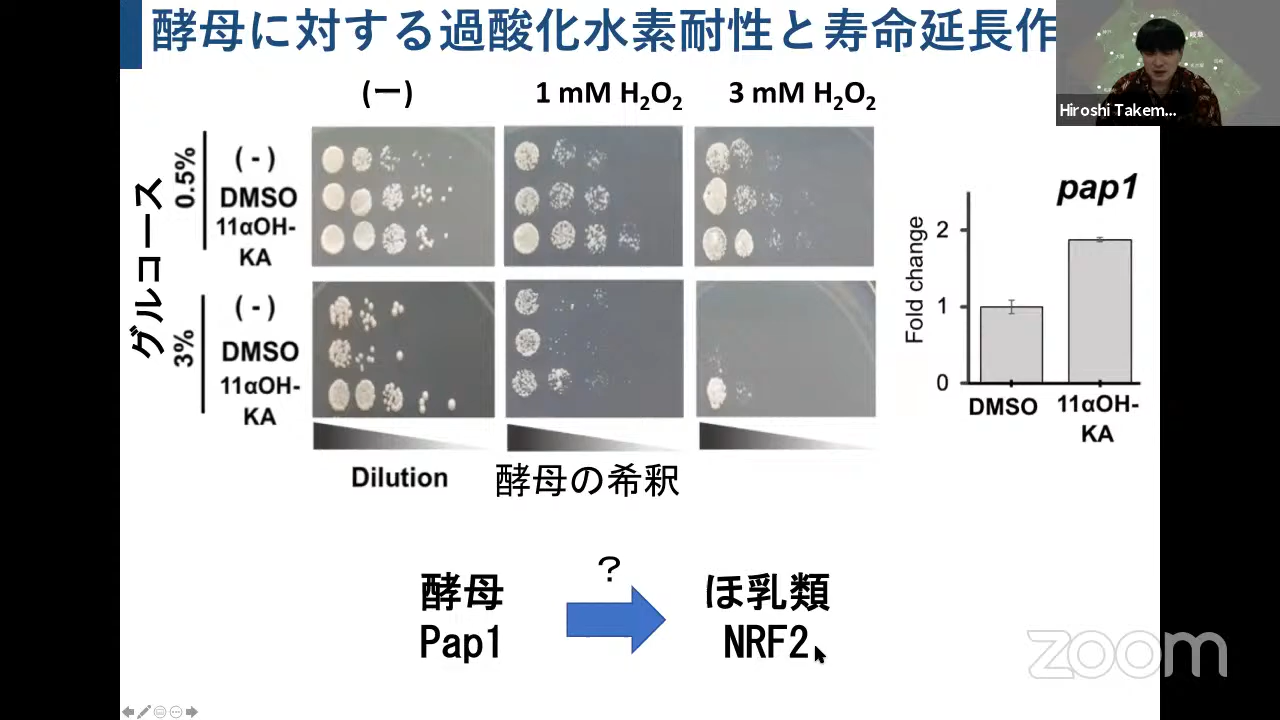 酵母に対する過酸化水素耐性と寿命延長作
Hiroshi Takem...
(ー)
1 mM H₂O₂
3 mM H₂O₂
グルコース
0.5%
(-)
DMSO
11αOH-
KA
3%
(-)
DMSO
11αOH-
KA
Dilution
酵母の希釈
pap1
Fold change
2
1
0
DMSO
11αOH-
KA
?
酵母
Pap1
ほ乳類
NRF2
zoom